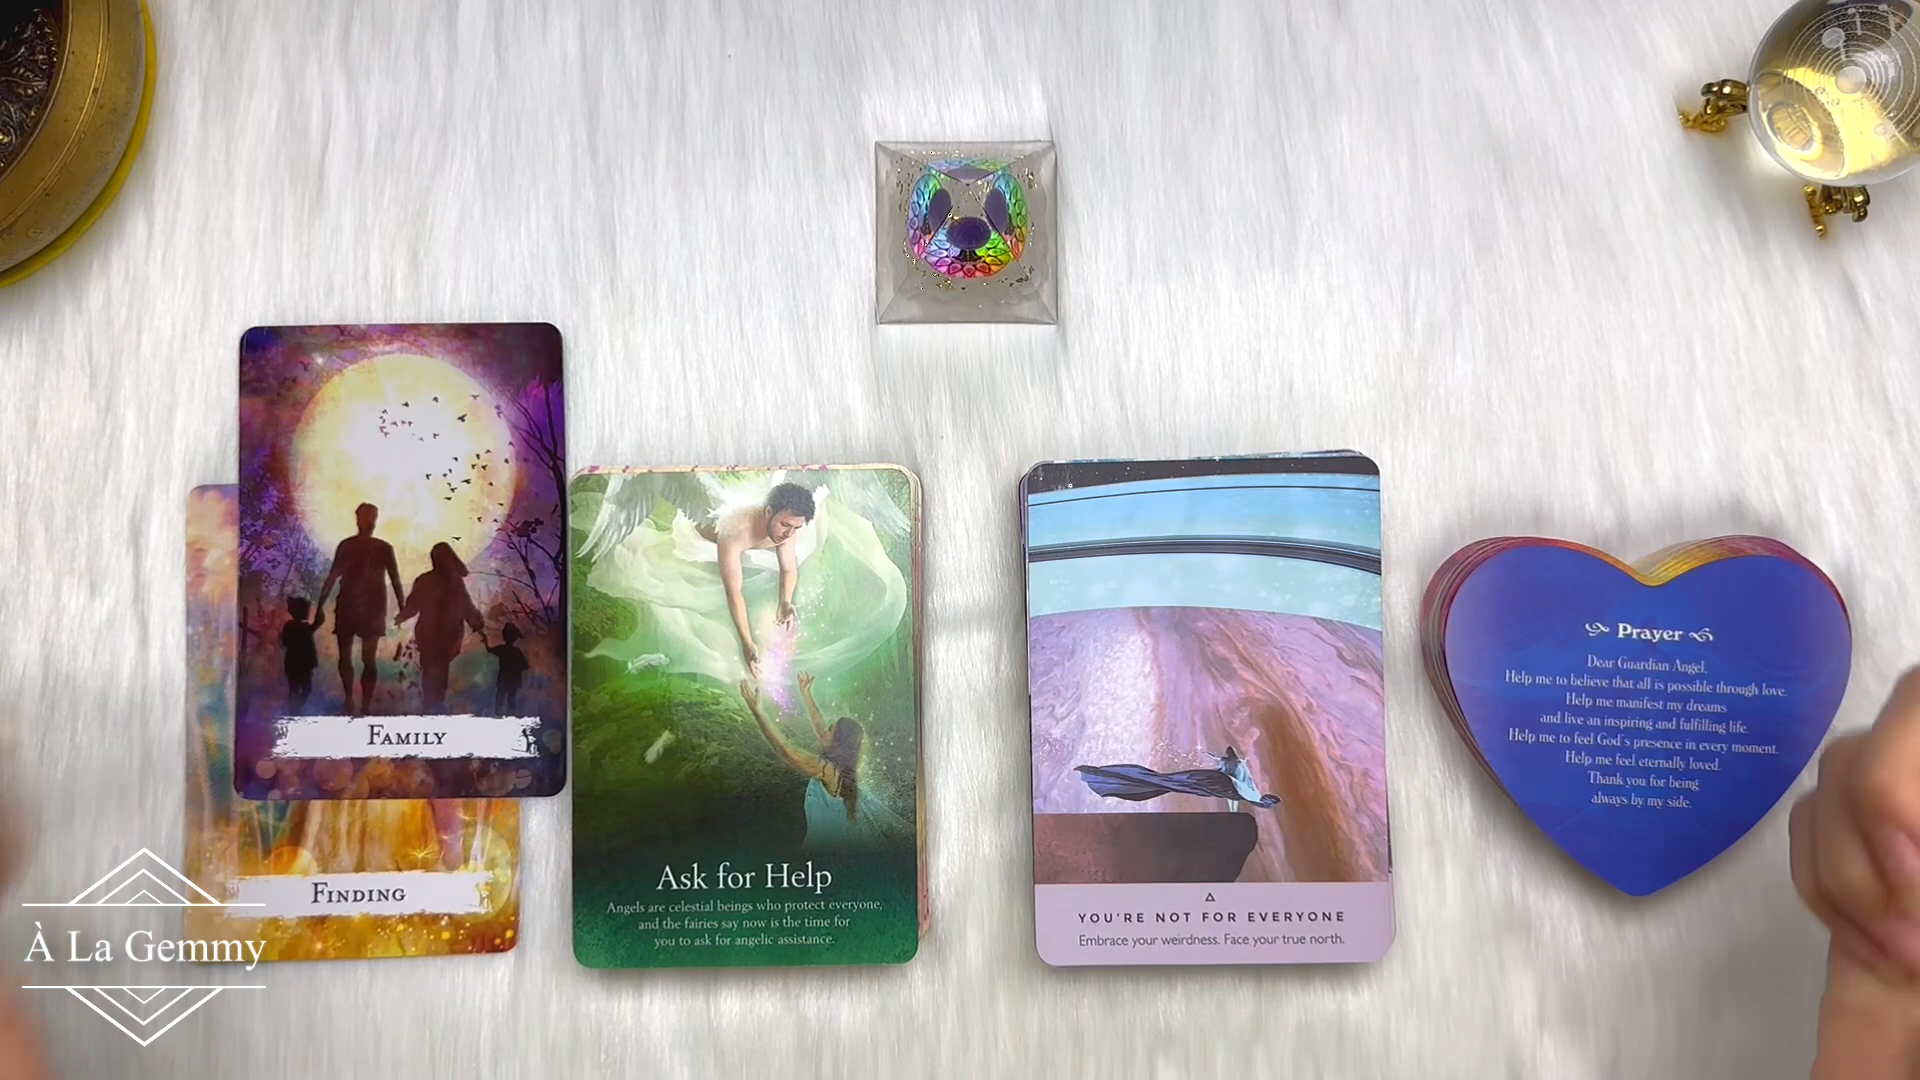 FAMILY
FINDING
À La Gemmy
Ask for Help
Angels are celestial beings who protect everyone,
and the fairies say now is the time for
you to ask for angelic assistance.
YOU'RE NOT FOR EVERYONE
Embrace your weirdness. Face your true north.
Prayer
Dear Guardian Angel,
Help me to believe that all is possible through love.
Help me manifest my dreams
and live an inspiring and fulfilling life.
Help me to feel God's presence in every moment.
Help me feel eternally loved.
Thank you for being
always by my side.